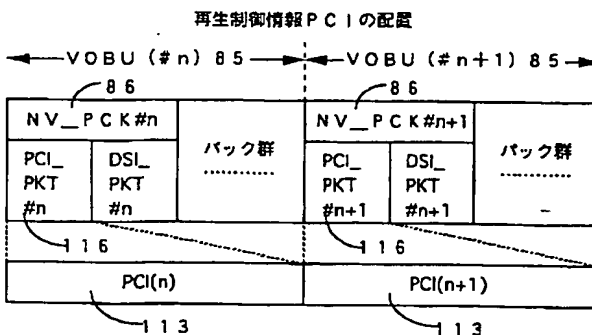 再生制御情報PCIの配置
VOBU(#n)85 VOBU(#n+1)85
86 86
NV_PCK#n NV_PCK#n+1
PCI_ DSI_ パック群 PCI_ DSI_ パック群
PKT PKT PKT PKT
#n #n #n+1 #n+1
116 116
PCI(n) PCI(n+1)
113 113